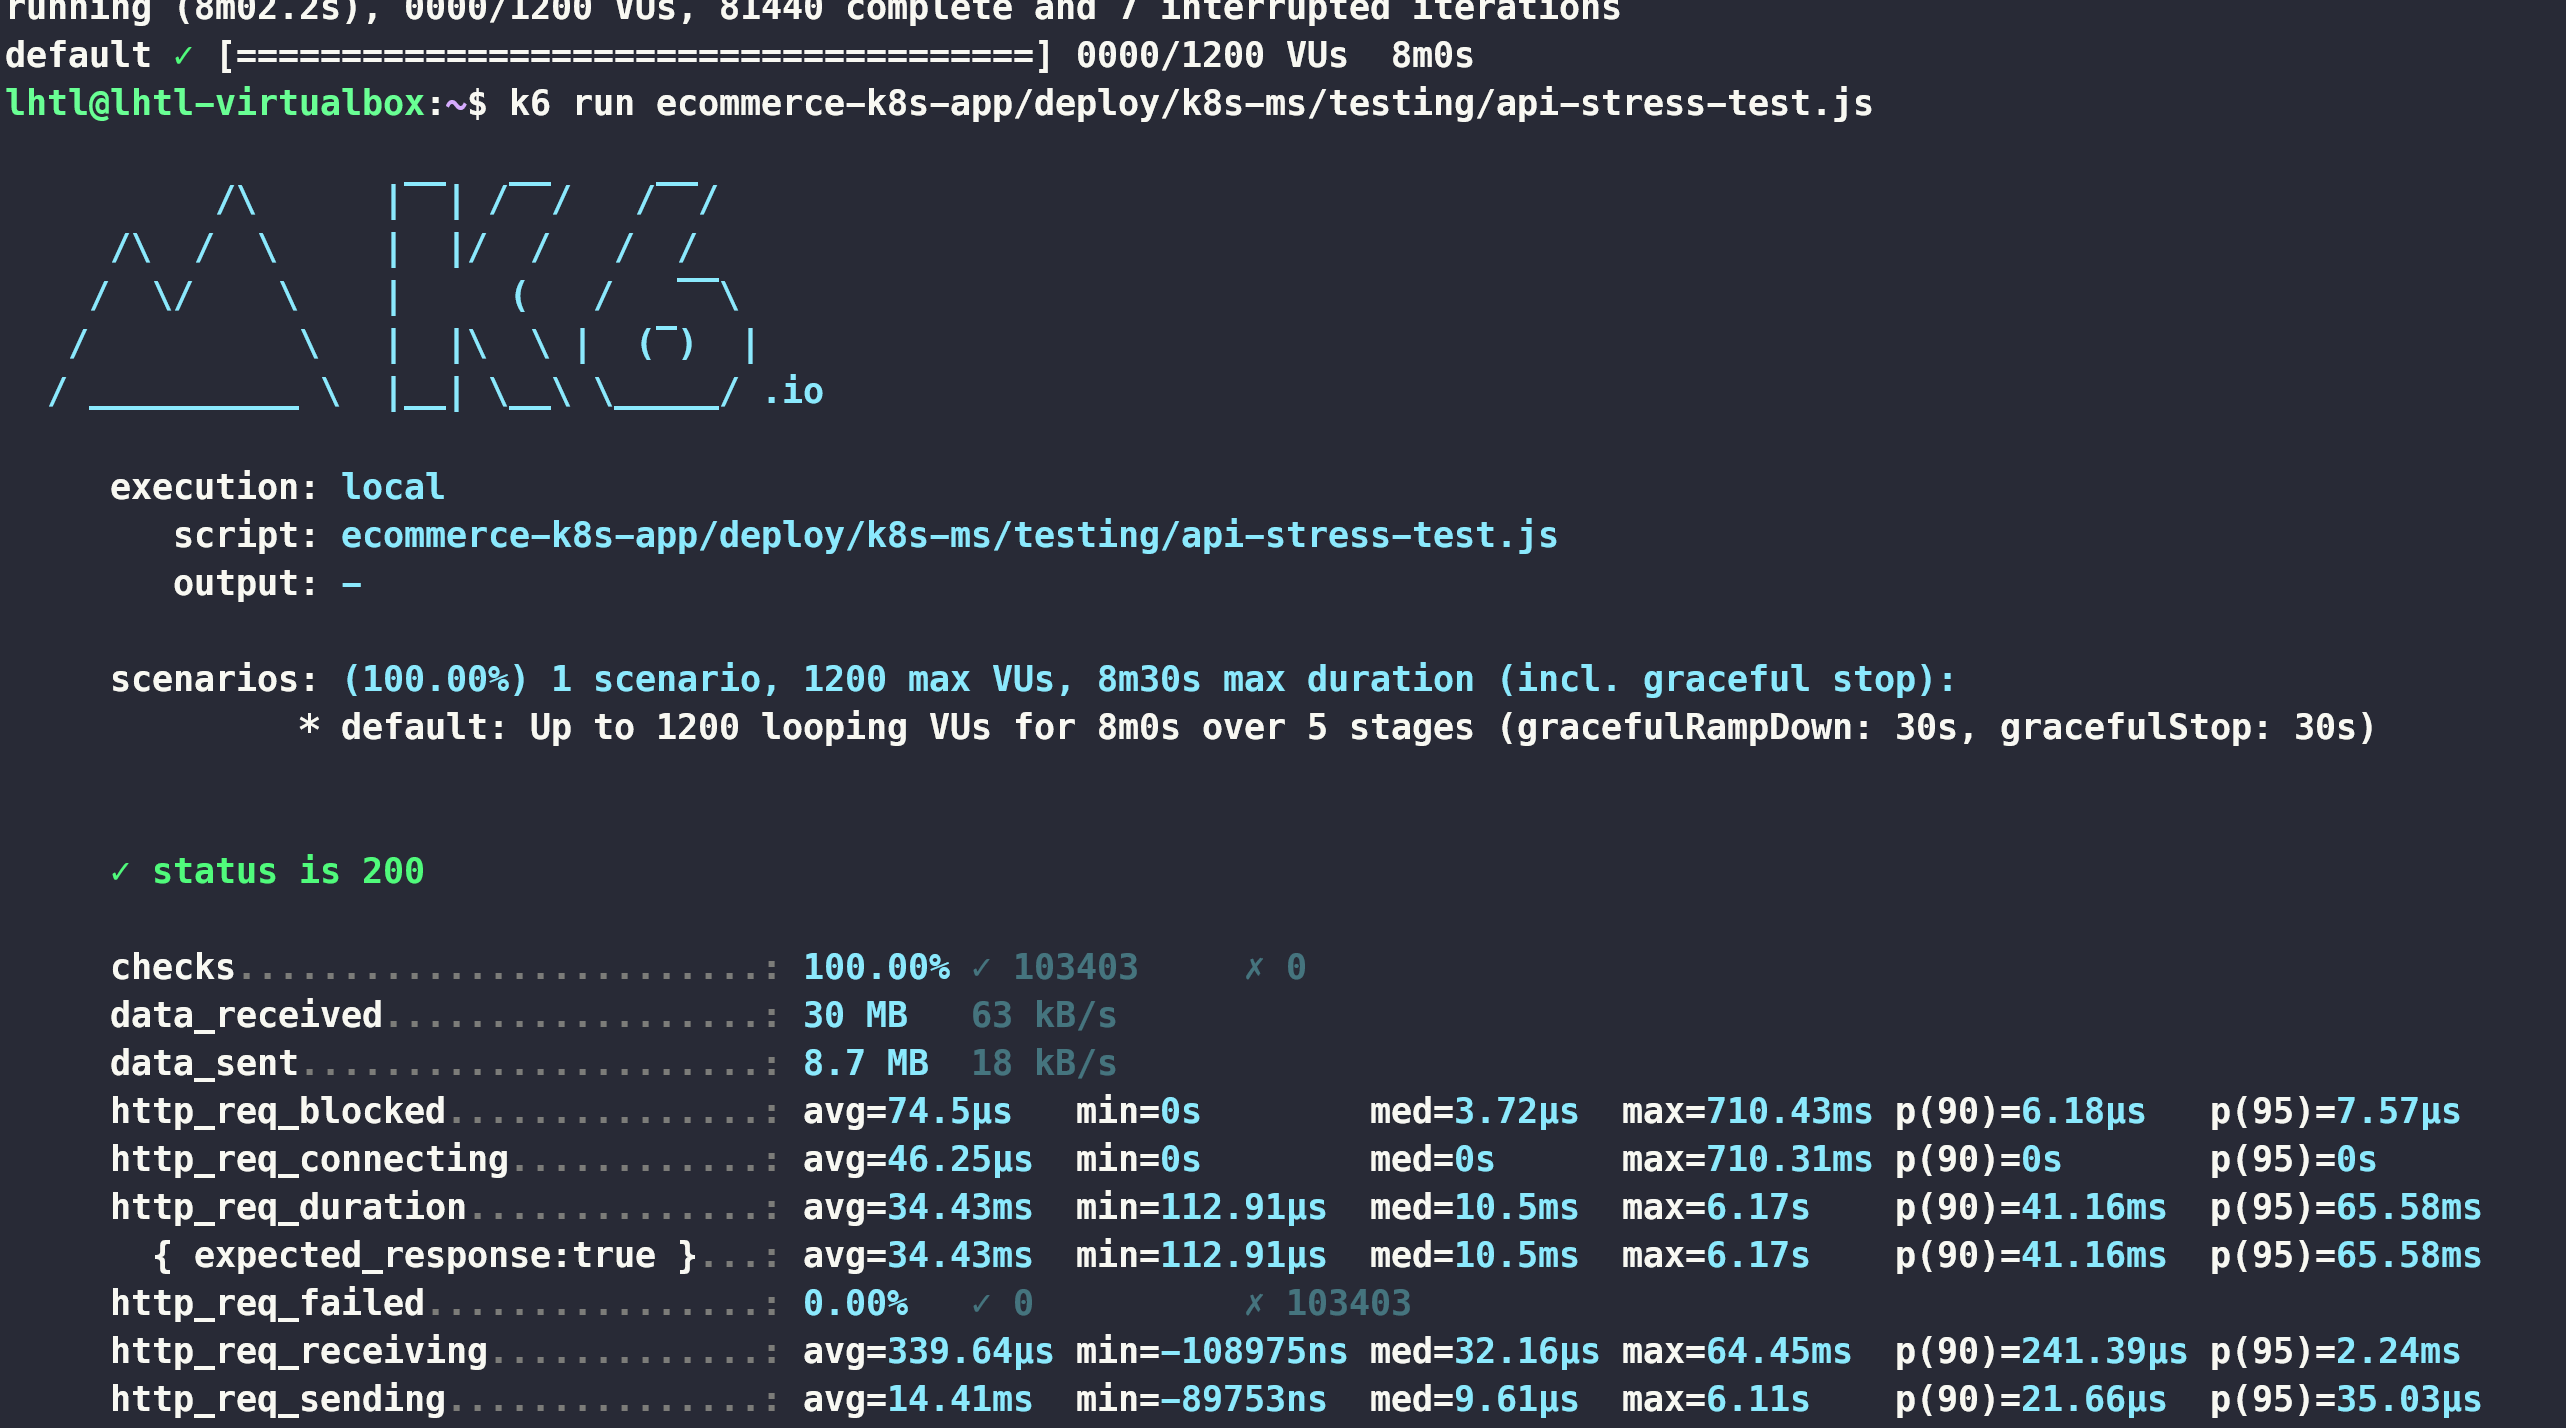 running (8m02.2s), 0000/1200 VUs, 81440 complete and 7 interrupted iterations
default ✓ [======================================] 0000/1200 VUs  8m0s
lhtl@lhtl-virtualbox:~$ k6 run ecommerce-k8s-app/deploy/k8s-ms/testing/api-stress-test.js
          /\      |‾‾| /‾‾/   /‾‾/
     /\  /  \     |  |/  /   /  /
    /  \/    \    |     (   /   ‾‾\
   /          \   |  |\  \ |  (‾)  |
  / __________ \  |__| \__\ \_____/ .io
     execution: local
        script: ecommerce-k8s-app/deploy/k8s-ms/testing/api-stress-test.js
        output: -
     scenarios: (100.00%) 1 scenario, 1200 max VUs, 8m30s max duration (incl. graceful stop):
              * default: Up to 1200 looping VUs for 8m0s over 5 stages (gracefulRampDown: 30s, gracefulStop: 30s)
     ✓ status is 200
     checks.........................: 100.00% ✓ 103403     ✗ 0
     data_received..................: 30 MB   63 kB/s
     data_sent......................: 8.7 MB  18 kB/s
     http_req_blocked...............: avg=74.5µs   min=0s        med=3.72µs  max=710.43ms p(90)=6.18µs   p(95)=7.57µs
     http_req_connecting............: avg=46.25µs  min=0s        med=0s      max=710.31ms p(90)=0s       p(95)=0s
     http_req_duration..............: avg=34.43ms  min=112.91µs  med=10.5ms  max=6.17s    p(90)=41.16ms  p(95)=65.58ms
       { expected_response:true }...: avg=34.43ms  min=112.91µs  med=10.5ms  max=6.17s    p(90)=41.16ms  p(95)=65.58ms
     http_req_failed................: 0.00%   ✓ 0          ✗ 103403
     http_req_receiving.............: avg=339.64µs min=-108975ns med=32.16µs max=64.45ms  p(90)=241.39µs p(95)=2.24ms
     http_req_sending...............: avg=14.41ms  min=-89753ns  med=9.61µs  max=6.11s    p(90)=21.66µs  p(95)=35.03µs